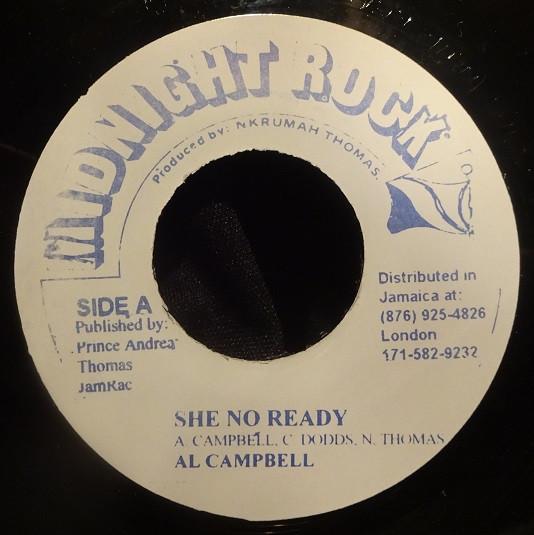 MIDNIGHT ROCK
Produced by: NKRUMAH THOMAS.
SIDE A
Published by:
Prince Andrea
Thomas
JamRac
Distributed in
Jamaica at:
(876) 925-4826
London
171-582-9232
SHE NO READY
A. CAMPBELL, C. DODDS, N. THOMAS
AL CAMPBELL